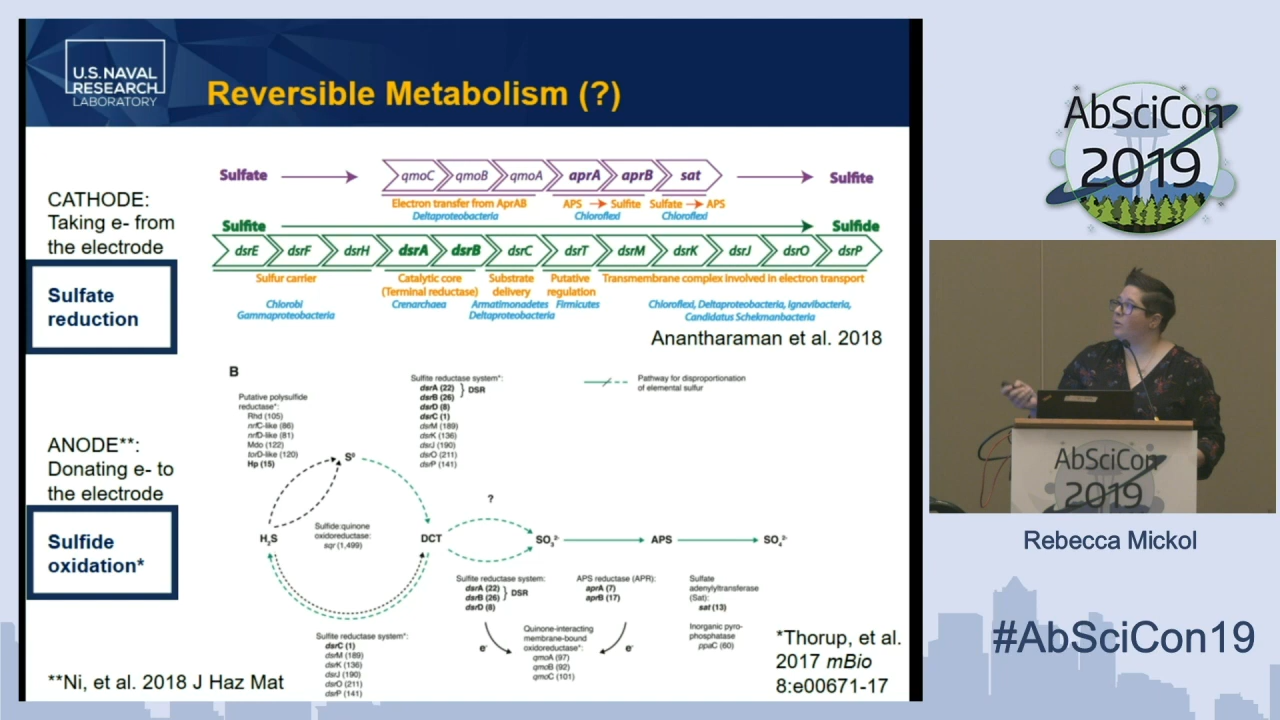 U.S. NAVAL
RESEARCH
LABORATORY
Reversible Metabolism (?)
CATHODE:
Taking e- from
the electrode
Sulfate
reduction
Sulfate
qmoC
qmoB
qmoA
aprA
aprB
sat
Sulfite
Electron transfer from AprAB
APS → Sulfite
Sulfate → APS
Deltaproteobacteria
Chloroflexi
Chloroflexi
Sulfite
Sulfide
dsrE
dsrF
dsrH
dsrA
dsrB
dsrC
dsrT
dsrM
dsrK
dsrJ
dsrO
dsrP
Sulfur carrier
Catalytic core
(Terminal reductase)
Substrate
delivery
Putative
regulation
Transmembrane complex involved in electron transport
Chlorobi
Gammaproteobacteria
Crenarchaea
Armatimonadetes
Deltaproteobacteria
Firmicutes
Chloroflexi, Deltaproteobacteria, Ignavibacteria,
Candidatus Schekmanbacteria
Anantharaman et al. 2018
ANODE**:
Donating e- to
the electrode
Sulfide
oxidation*
B
Putative polysulfide
reductase*:
Rhd (105)
nrfC-like (86)
nrfD-like (81)
Mdo (122)
torD-like (120)
Hp (15)
Sulfite reductase system*:
dsrA (22)
dsrB (26)
DSR
dsrD (8)
dsrC (1)
dsrM (189)
dsrK (136)
dsrJ (190)
dsrO (211)
dsrP (141)
Pathway for disproportionation
of elemental sulfur
S⁰
?
H₂S
Sulfide:quinone
oxidoreductase:
sqr (1,499)
DCT
SO₃²⁻
APS
SO₄²⁻
Sulfite reductase system:
dsrA (22)
dsrB (26)
DSR
dsrD (8)
APS reductase (APR):
aprA (7)
aprB (17)
Sulfate
adenylyltransferase
(Sat):
sat (13)
Inorganic pyro-
phosphatase
ppaC (60)
e⁻
Quinone-interacting
membrane-bound
oxidoreductase*:
qmoA (97)
qmoB (92)
qmoC (101)
e⁻
Sulfite reductase system*:
dsrC (1)
dsrM (189)
dsrK (136)
dsrJ (190)
dsrO (211)
dsrP (141)
**Ni, et al. 2018 J Haz Mat
*Thorup, et al.
2017 mBio
8:e00671-17
AbSciCon
2019
AbSciCon
2019
Rebecca Mickol
#AbSciCon19